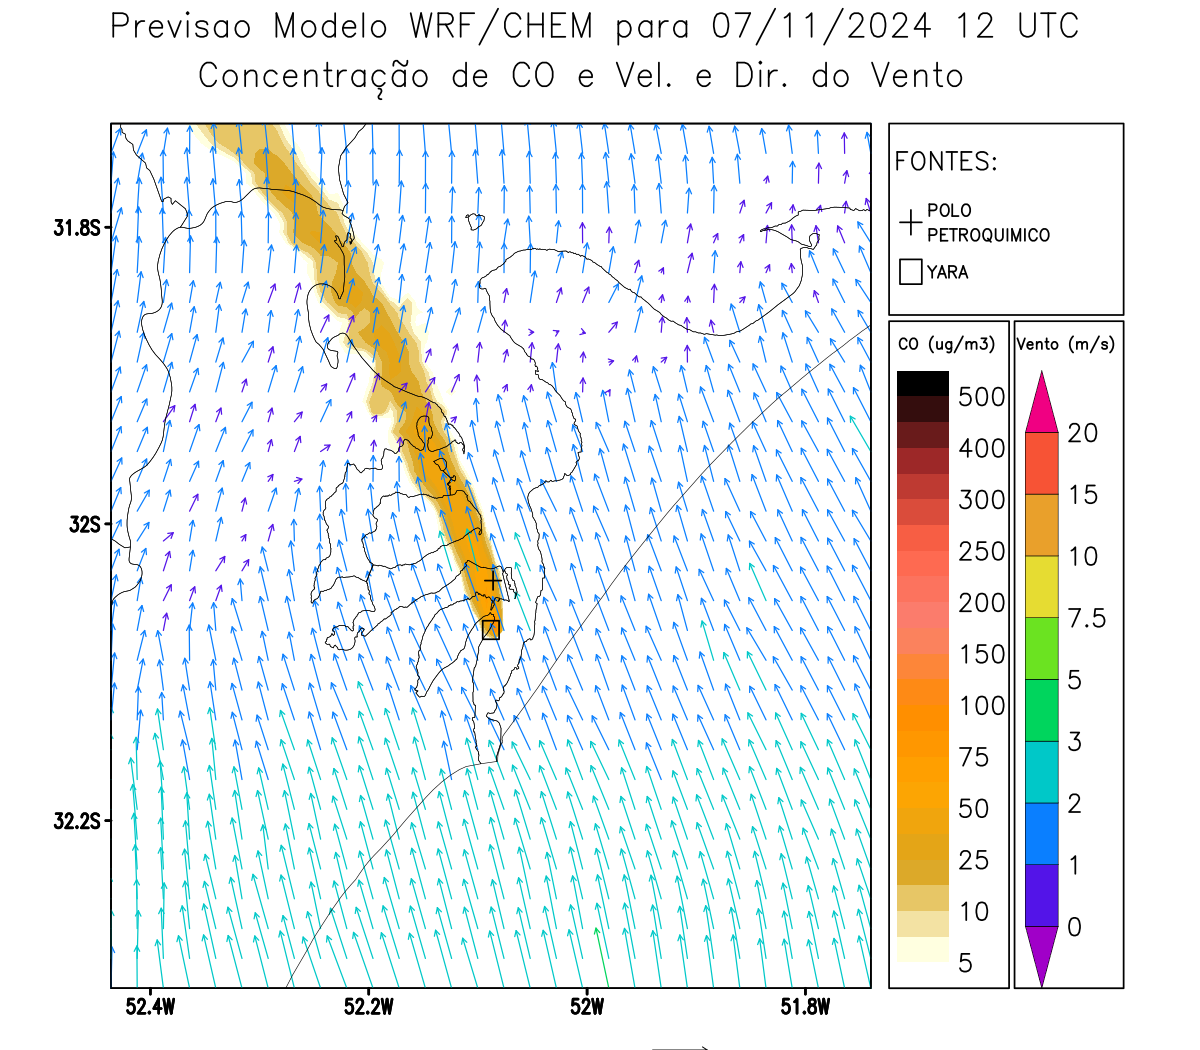 Previsao Modelo WRF/CHEM para 07/11/2024 12 UTC
Concentração de CO e Vel. e Dir. do Vento
FONTES:
POLO
PETROQUIMICO
YARA
CO (ug/m3)
500
400
300
250
200
150
100
75
50
25
10
5
Vento (m/s)
20
15
10
7.5
5
3
2
1
0
31.8S
32S
32.2S
52.4W
52.2W
52W
51.8W